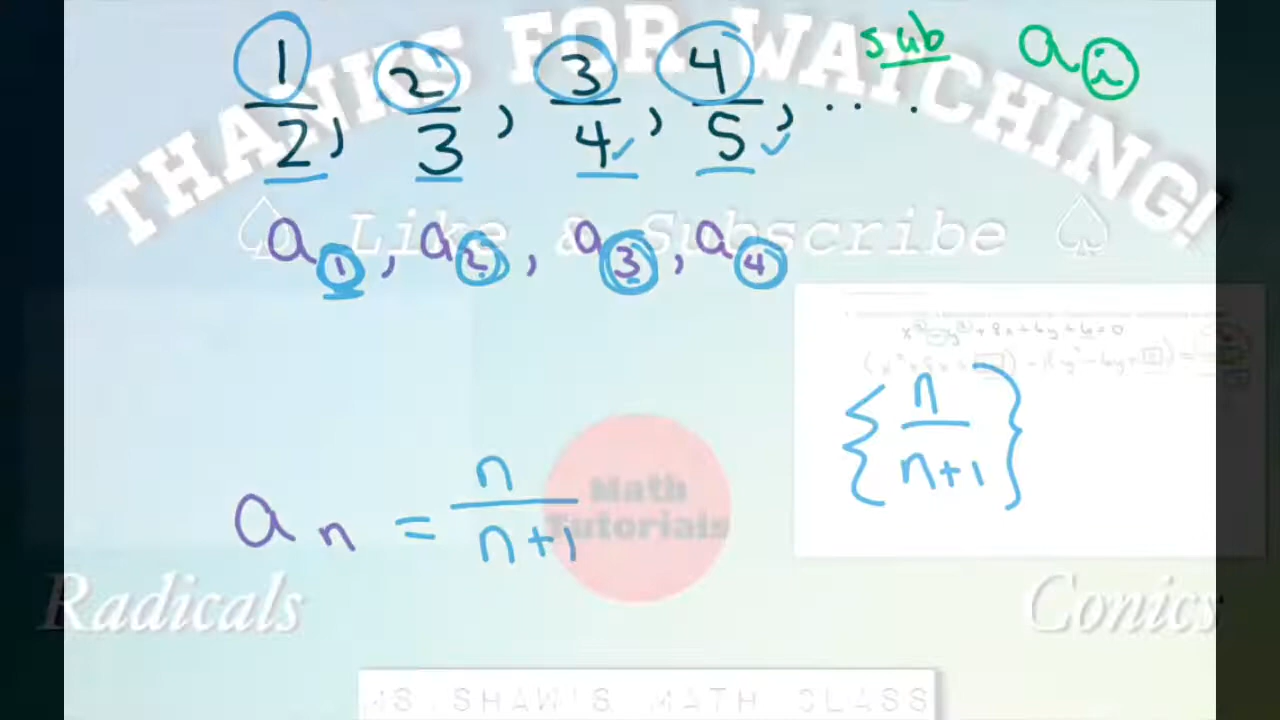 THANKS FOR WATCHING!
1/2, 2/3, 3/4, 4/5, ... sub a_i
♠ Like & Subscribe ♠
a_1, a_2, a_3, a_4
{n/(n+1)}
a_n = n/(n+1)
Math
Tutorials
Radicals
Conics
MS. SHAW'S MATH CLASS